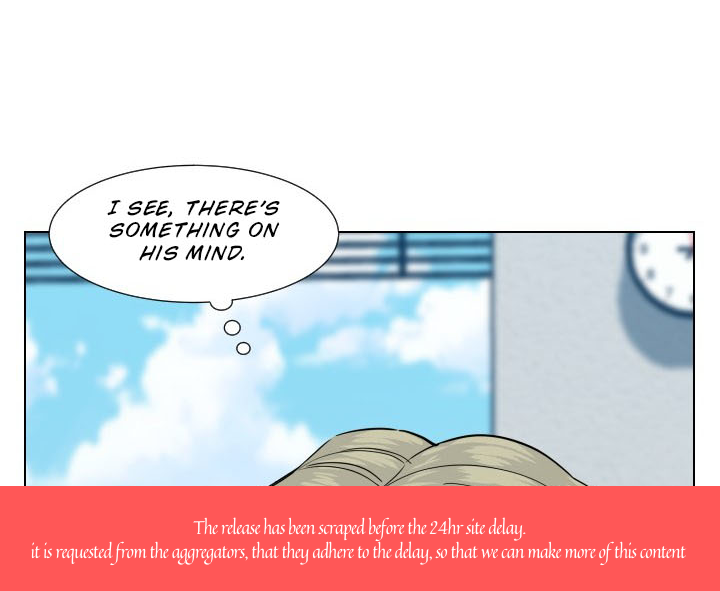 I SEE, THERE'S
SOMETHING ON
HIS MIND.
The release has been scraped before the 24hr site delay.
it is requested from the aggregators, that they adhere to the delay, so that we can make more of this content